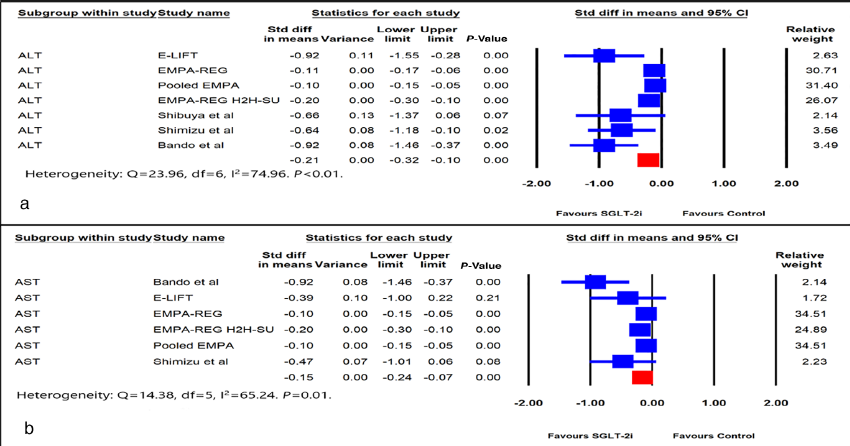 Subgroup within study Study name Statistics for each study Std diff in means and 95% CI
Std diff in means Variance Lower limit Upper limit P-Value Relative weight
ALT E-LIFT -0.92 0.11 -1.55 -0.28 0.00 2.63
ALT EMPA-REG -0.11 0.00 -0.17 -0.06 0.00 30.71
ALT Pooled EMPA -0.10 0.00 -0.15 -0.05 0.00 31.40
ALT EMPA-REG H2H-SU -0.20 0.00 -0.30 -0.10 0.00 26.07
ALT Shibuya et al -0.66 0.13 -1.37 0.06 0.07 2.14
ALT Shimizu et al -0.64 0.08 -1.18 -0.10 0.02 3.56
ALT Bando et al -0.92 0.08 -1.46 -0.37 0.00 3.49
-0.21 0.00 -0.32 -0.10 0.00
Heterogeneity: Q=23.96, df=6, I²=74.96. P<0.01.
-2.00 -1.00 0.00 1.00 2.00
a
Favours SGLT-2i Favours Control
Subgroup within study Study name Statistics for each study Std diff in means and 95% CI
Std diff in means Variance Lower limit Upper limit P-Value Relative weight
AST Bando et al -0.92 0.08 -1.46 -0.37 0.00 2.14
AST E-LIFT -0.39 0.10 -1.00 0.22 0.21 1.72
AST EMPA-REG -0.10 0.00 -0.15 -0.05 0.00 34.51
AST EMPA-REG H2H-SU -0.20 0.00 -0.30 -0.10 0.00 24.89
AST Pooled EMPA -0.10 0.00 -0.15 -0.05 0.00 34.51
AST Shimizu et al -0.47 0.07 -1.01 0.06 0.08 2.23
-0.15 0.00 -0.24 -0.07 0.00
Heterogeneity: Q=14.38, df=5, I²=65.24. P=0.01.
-2.00 -1.00 0.00 1.00 2.00
b
Favours SGLT-2i Favours Control